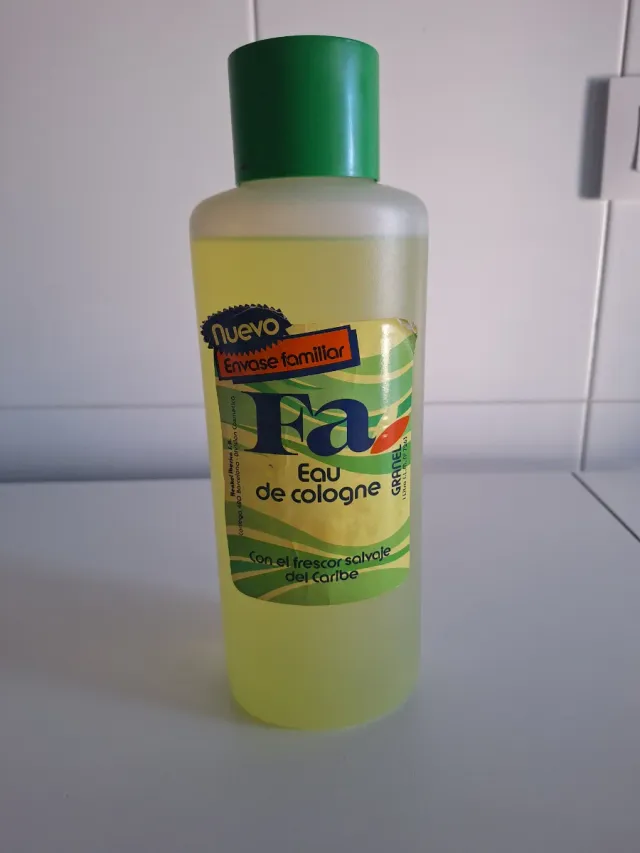 Nuevo
Envase familiar
Fa
Eau
de cologne
GRANEL
Con el frescor salvaje
del Caribe